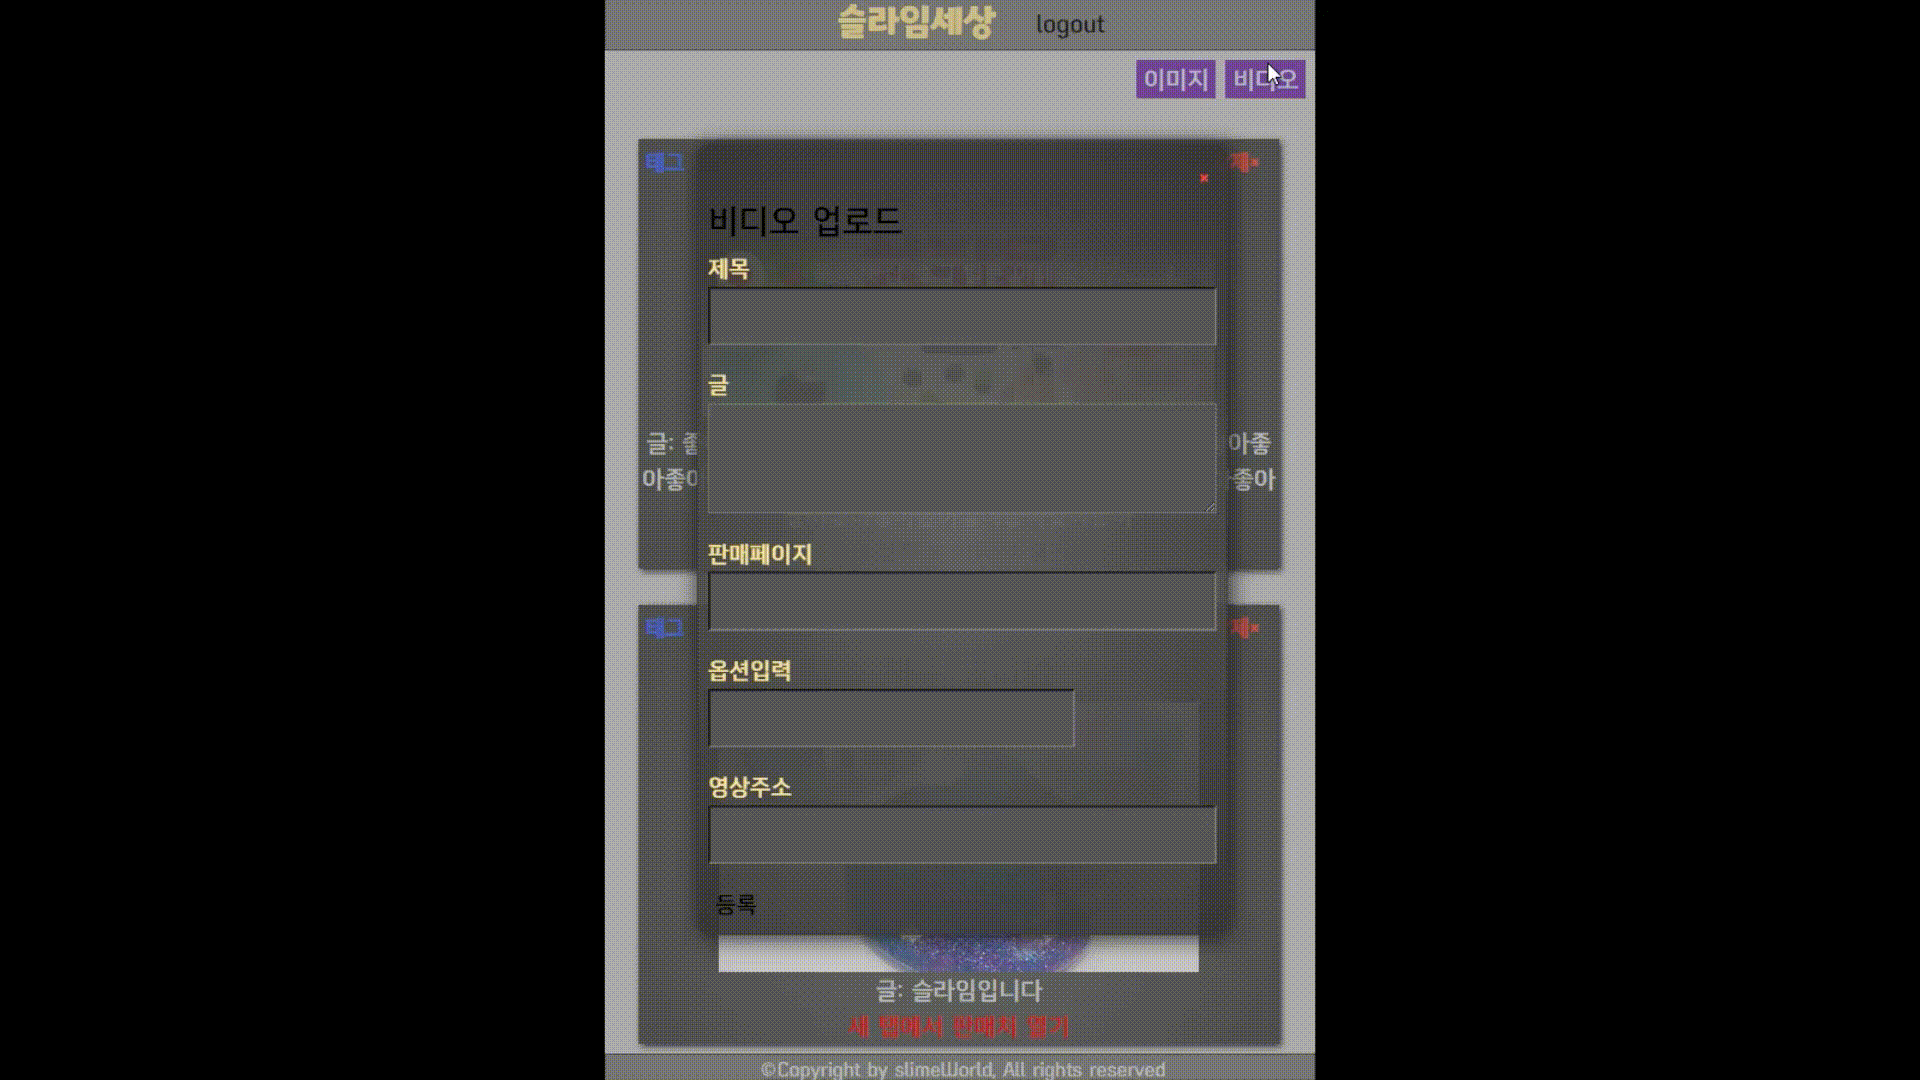 슬라임세상 logout
이미지 비디오
태그
×
비디오 업로드
제목
글
글: 아좋
아좋 좋아
판매페이지
태그
옵션입력
영상주소
등록
글: 슬라임입니다
새 탭에서 판매처 열기
©Copyright by slimeWorld, All rights reserved